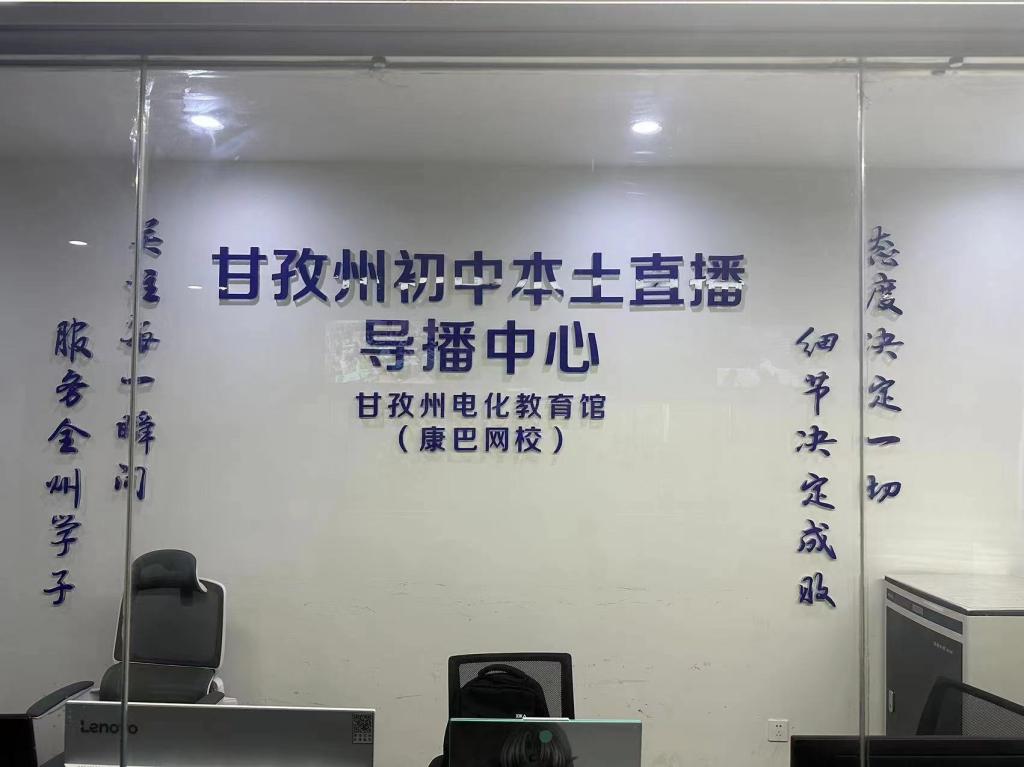 甘孜州初中本土直播
导播中心
甘孜州电化教育馆
（康巴网校）
关注每一瞬间
服务全州学子
态度决定一切
细节决定成败
Lenovo